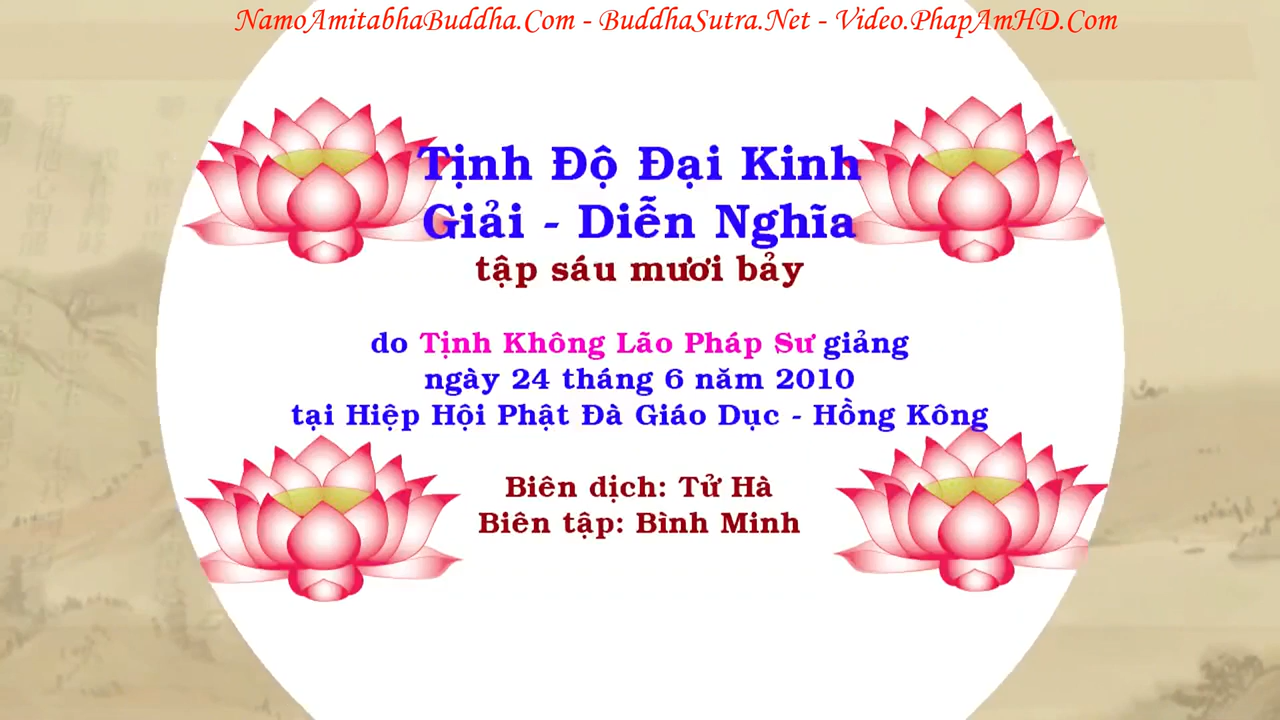 NamoAmitabhaBuddha.Com - BuddhaSutra.Net - Video.PhapAmHD.Com
Tịnh Độ Đại Kinh
Giải - Diễn Nghĩa
tập sáu mươi bảy
do Tịnh Không Lão Pháp Sư giảng
ngày 24 tháng 6 năm 2010
tại Hiệp Hội Phật Đà Giáo Dục - Hồng Kông
Biên dịch: Tử Hà
Biên tập: Bình Minh